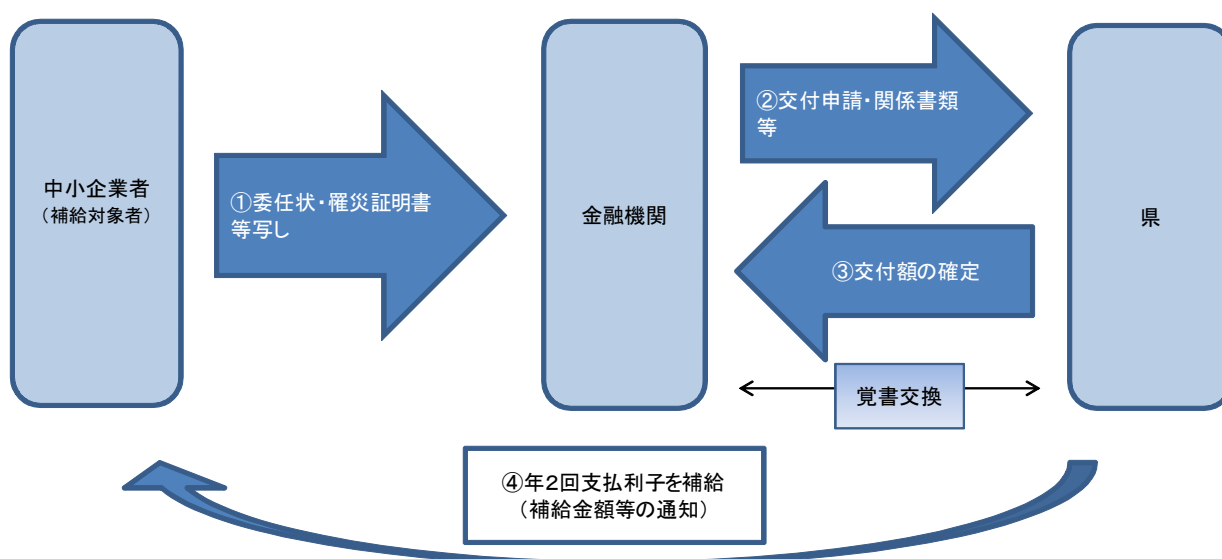 中小企業者
（補給対象者）
①委任状・罹災証明書
等写し
金融機関
②交付申請・関係書類
等
③交付額の確定
県
覚書交換
④年２回支払利子を補給
（補給金額等の通知）